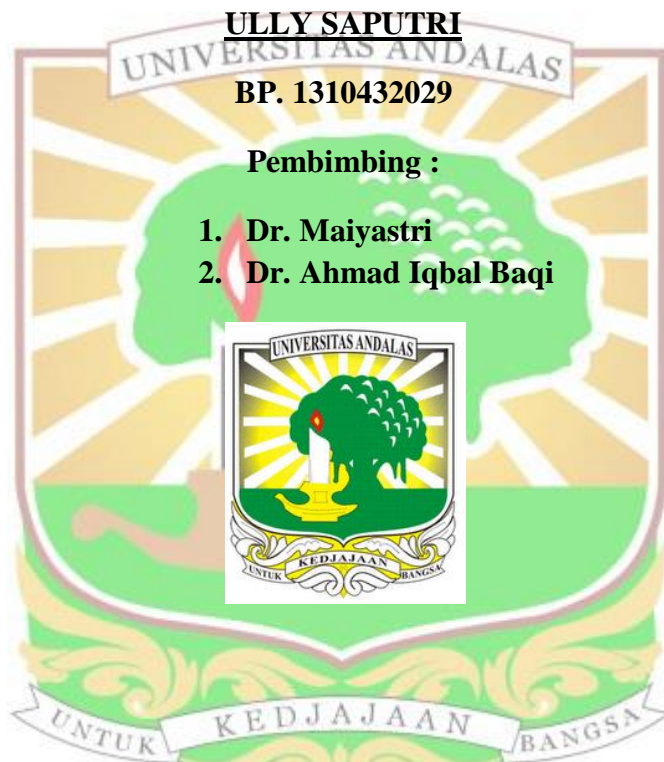 ULLY SAPUTRI
UNIVERSITAS ANDALAS
BP. 1310432029
Pembimbing :
1. Dr. Maiyastri
2. Dr. Ahmad Iqbal Baqi
UNIVERSITAS ANDALAS
UNTUK KEDJAJAAN BANGSA
UNTUK KEDJAJAAN BANGSA